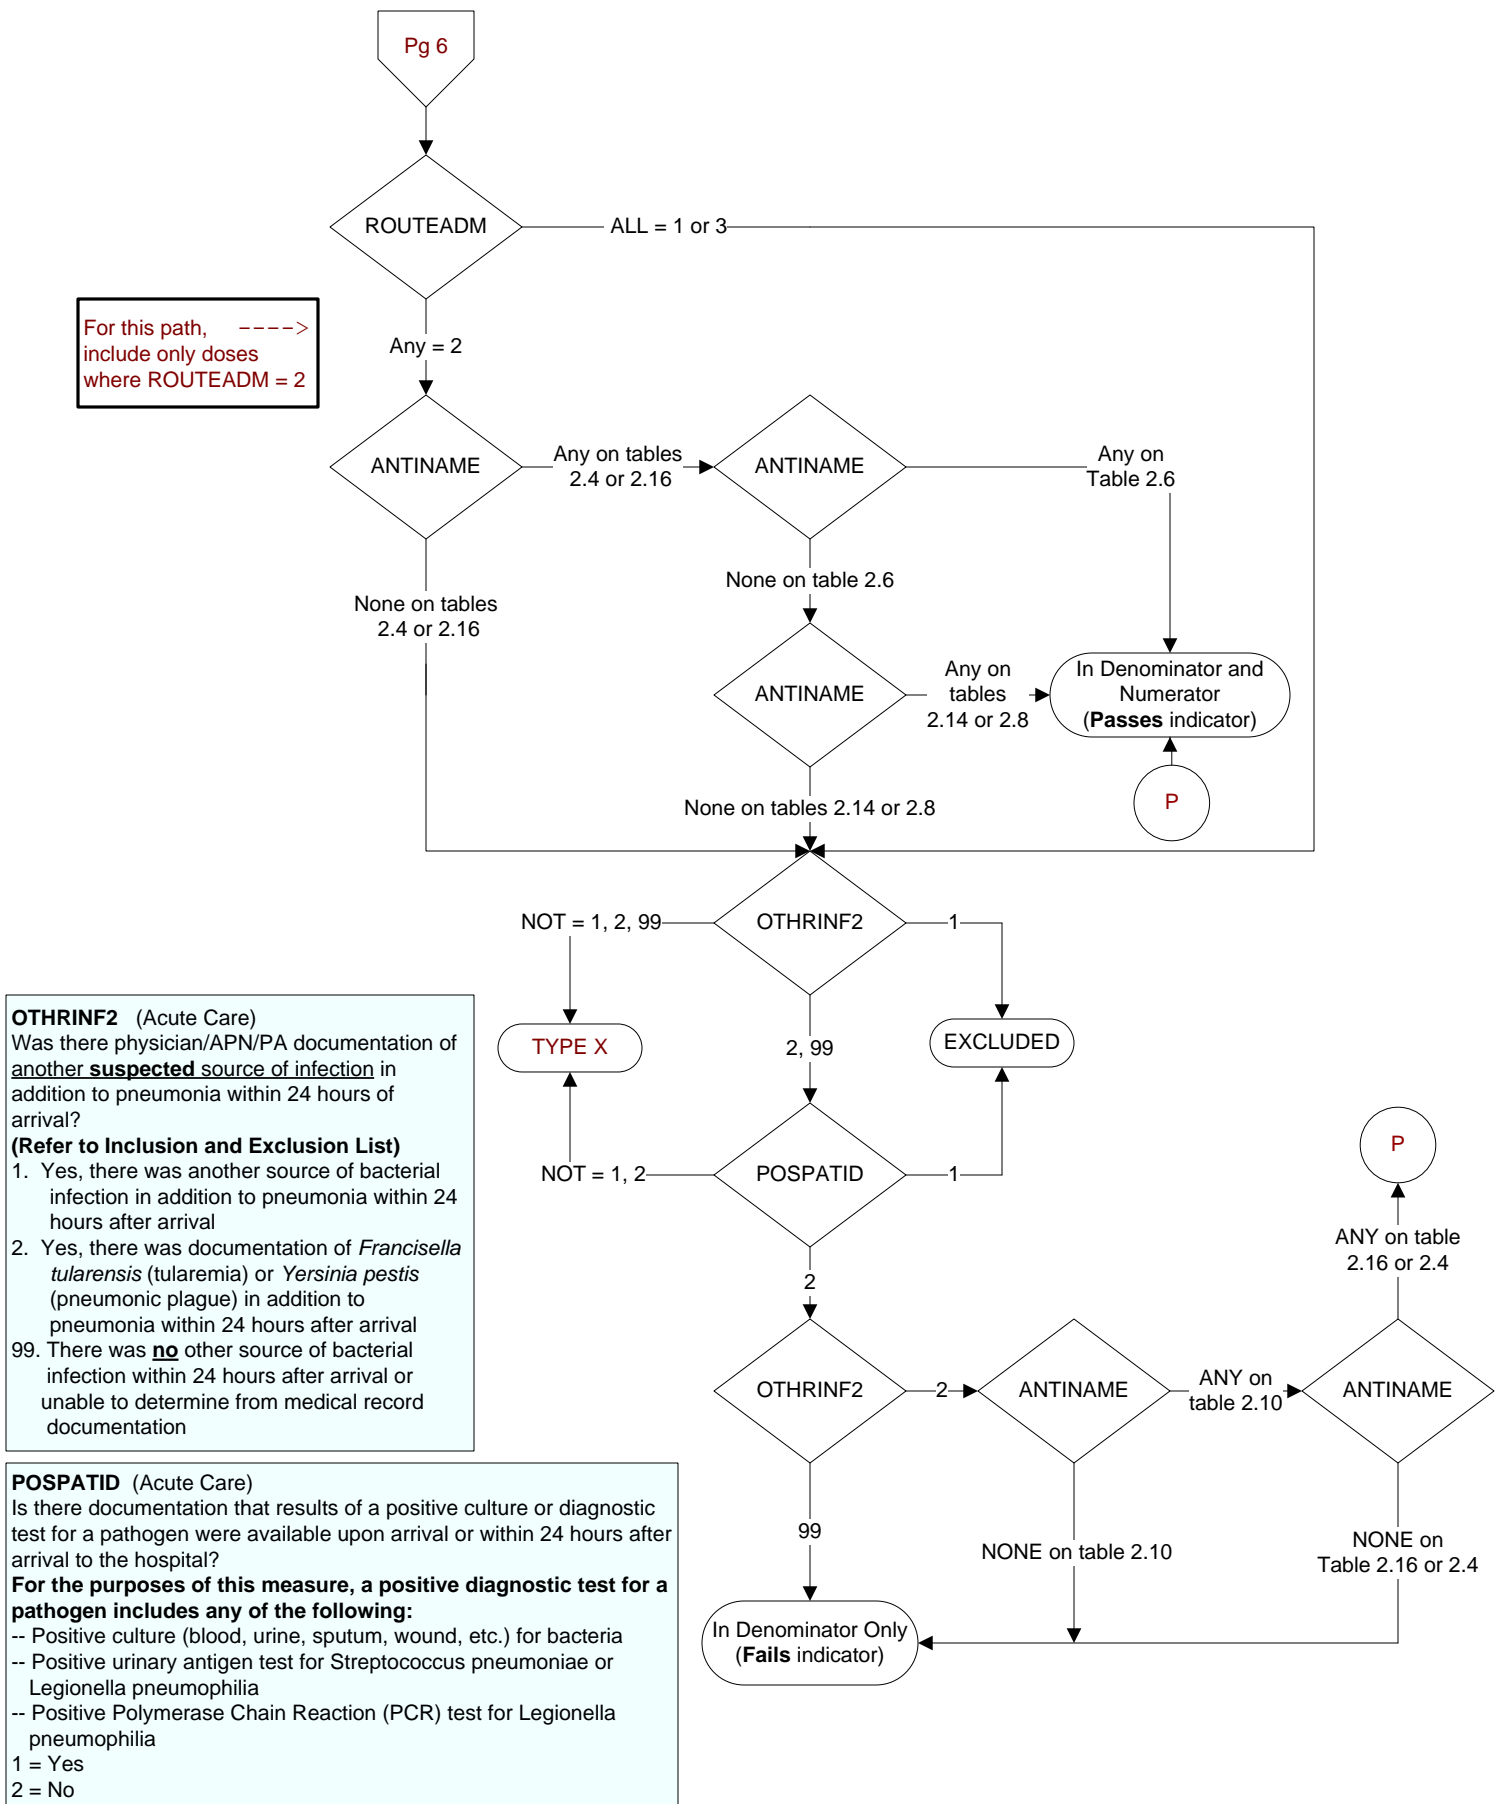 Pg 6
ROUTEADM
ALL = 1 or 3
For this path, ---->
include only doses
where ROUTEADM = 2
Any = 2
ANTINAME
Any on tables
2.4 or 2.16
ANTINAME
Any on
Table 2.6
None on table 2.6
None on tables
2.4 or 2.16
ANTINAME
Any on
tables
2.14 or 2.8
In Denominator and
Numerator
(Passes indicator)
P
None on tables 2.14 or 2.8
NOT = 1, 2, 99
OTHRINF2
1
TYPE X
2, 99
EXCLUDED
NOT = 1, 2
POSPATID
1
P
2
ANY on table
2.16 or 2.4
OTHRINF2
2
ANTINAME
ANY on
table 2.10
ANTINAME
99
NONE on table 2.10
NONE on
Table 2.16 or 2.4
In Denominator Only
(Fails indicator)
OTHRINF2 (Acute Care)
Was there physician/APN/PA documentation of
another suspected source of infection in
addition to pneumonia within 24 hours of
arrival?
(Refer to Inclusion and Exclusion List)
1. Yes, there was another source of bacterial
infection in addition to pneumonia within 24
hours after arrival
2. Yes, there was documentation of Francisella
tularensis (tularemia) or Yersinia pestis
(pneumonic plague) in addition to
pneumonia within 24 hours after arrival
99. There was no other source of bacterial
infection within 24 hours after arrival or
unable to determine from medical record
documentation
POSPATID (Acute Care)
Is there documentation that results of a positive culture or diagnostic
test for a pathogen were available upon arrival or within 24 hours after
arrival to the hospital?
For the purposes of this measure, a positive diagnostic test for a
pathogen includes any of the following:
-- Positive culture (blood, urine, sputum, wound, etc.) for bacteria
-- Positive urinary antigen test for Streptococcus pneumoniae or
Legionella pneumophilia
-- Positive Polymerase Chain Reaction (PCR) test for Legionella
pneumophilia
1 = Yes
2 = No